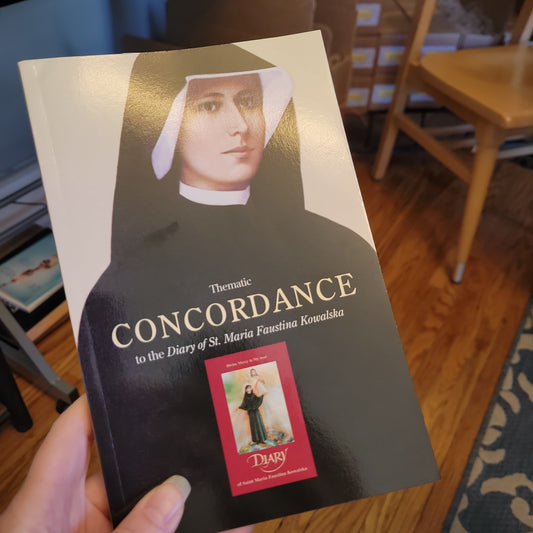 Thematic
CONCORDANCE
to the Diary of St. Maria Faustina Kowalska
Divine Mercy in My Soul
DIARY
of Saint Maria Faustina Kowalska